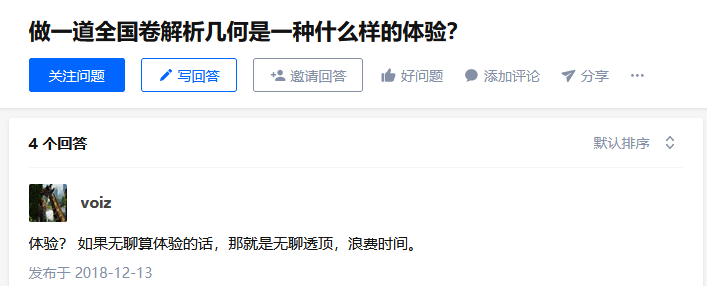 做一道全国卷解析几何是一种什么样的体验？
关注问题 写回答 邀请回答 好问题 添加评论 分享 ···
4 个回答 默认排序
voiz
体验？ 如果无聊算体验的话，那就是无聊透顶，浪费时间。
发布于 2018-12-13